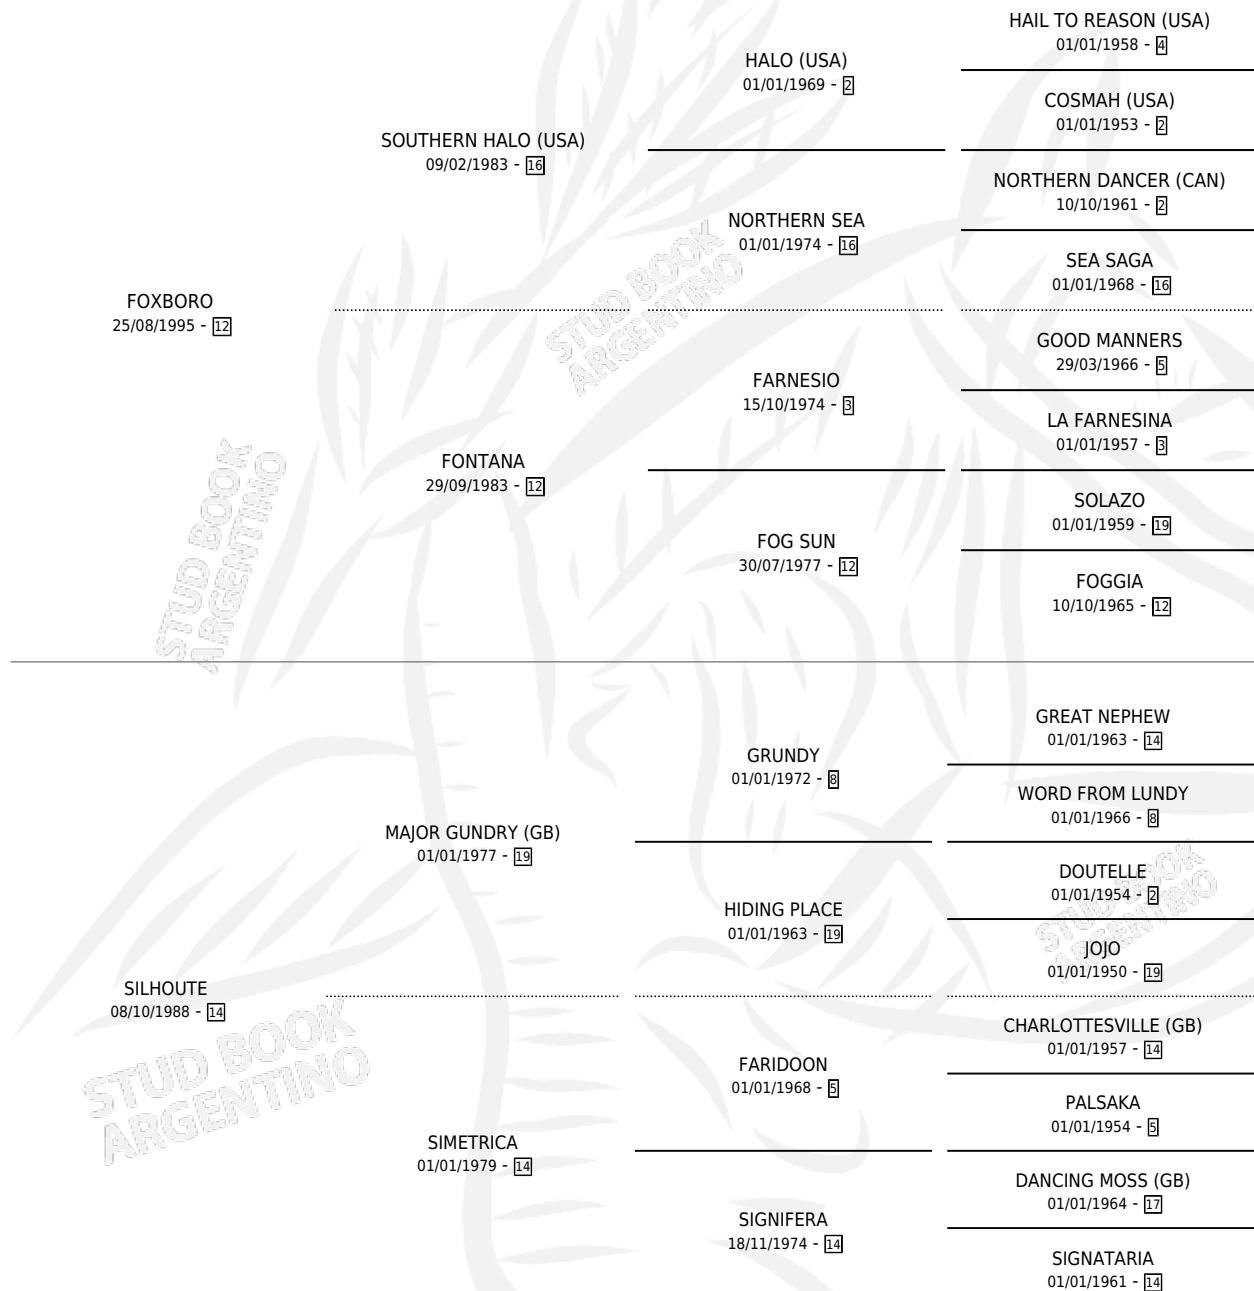 HAIL TO REASON (USA)
01/01/1958 - 4
HALO (USA)
01/01/1969 - 2
COSMAH (USA)
01/01/1953 - 2
SOUTHERN HALO (USA)
09/02/1983 - 16
NORTHERN DANCER (CAN)
10/10/1961 - 2
NORTHERN SEA
01/01/1974 - 16
SEA SAGA
01/01/1968 - 16
FOXBORO
25/08/1995 - 12
GOOD MANNERS
29/03/1966 - 5
FARNESIO
15/10/1974 - 3
LA FARNESINA
01/01/1957 - 3
FONTANA
29/09/1983 - 12
SOLAZO
01/01/1959 - 19
FOG SUN
30/07/1977 - 12
FOGGIA
10/10/1965 - 12
GREAT NEPHEW
01/01/1963 - 14
GRUNDY
01/01/1972 - 8
WORD FROM LUNDY
01/01/1966 - 8
MAJOR GUNDRY (GB)
01/01/1977 - 19
DOUTELLE
01/01/1954 - 2
HIDING PLACE
01/01/1963 - 19
JOJO
01/01/1950 - 19
SILHOUTE
08/10/1988 - 14
CHARLOTTESVILLE (GB)
01/01/1957 - 14
FARIDOON
01/01/1968 - 5
PALSAKA
01/01/1954 - 5
SIMETRICA
01/01/1979 - 14
DANCING MOSS (GB)
01/01/1964 - 17
SIGNIFERA
18/11/1974 - 14
SIGNATARIA
01/01/1961 - 14
STUD BOOK
ARGENTINO
STUD BOOK
ARGENTINO
STUD BOOK
ARGENTINO
STUD BOOK
ARGENTINO